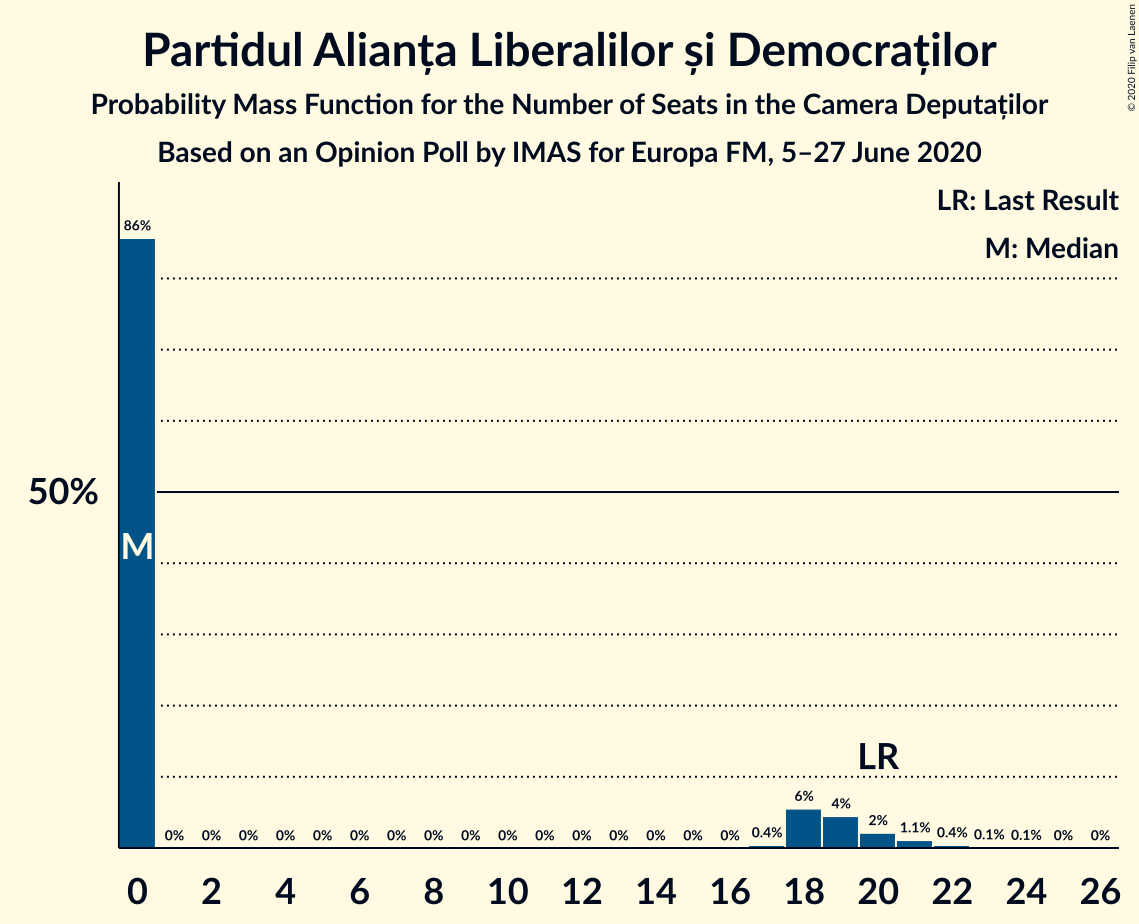 Partidul Alianța Liberalilor și Democraților
Probability Mass Function for the Number of Seats in the Camera Deputaților
Based on an Opinion Poll by IMAS for Europa FM, 5–27 June 2020
© 2020 Filip van Laenen
LR: Last Result
M: Median
86%
50%
M
LR
0% 0% 0% 0% 0% 0% 0% 0% 0% 0% 0% 0% 0% 0% 0% 0% 0.4% 6% 4% 2% 1.1% 0.4% 0.1% 0.1% 0% 0%
0 2 4 6 8 10 12 14 16 18 20 22 24 26